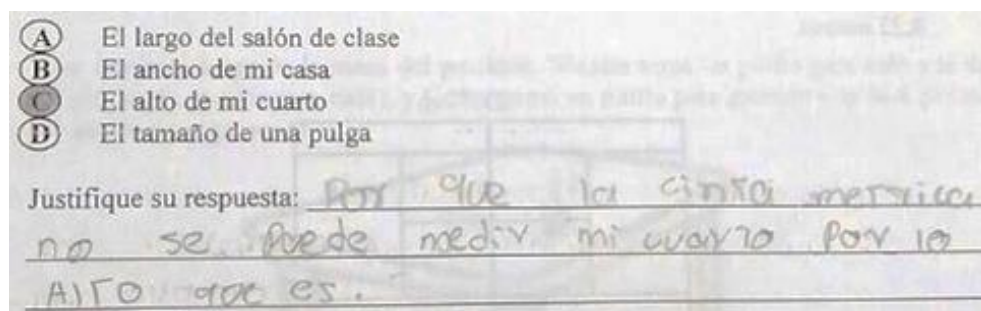 A El largo del salón de clase
B El ancho de mi casa
C El alto de mi cuarto
D El tamaño de una pulga
Justifique su respuesta: Por que la cinta metrica
no se puede medir mi cuarto por lo
Alto que es.